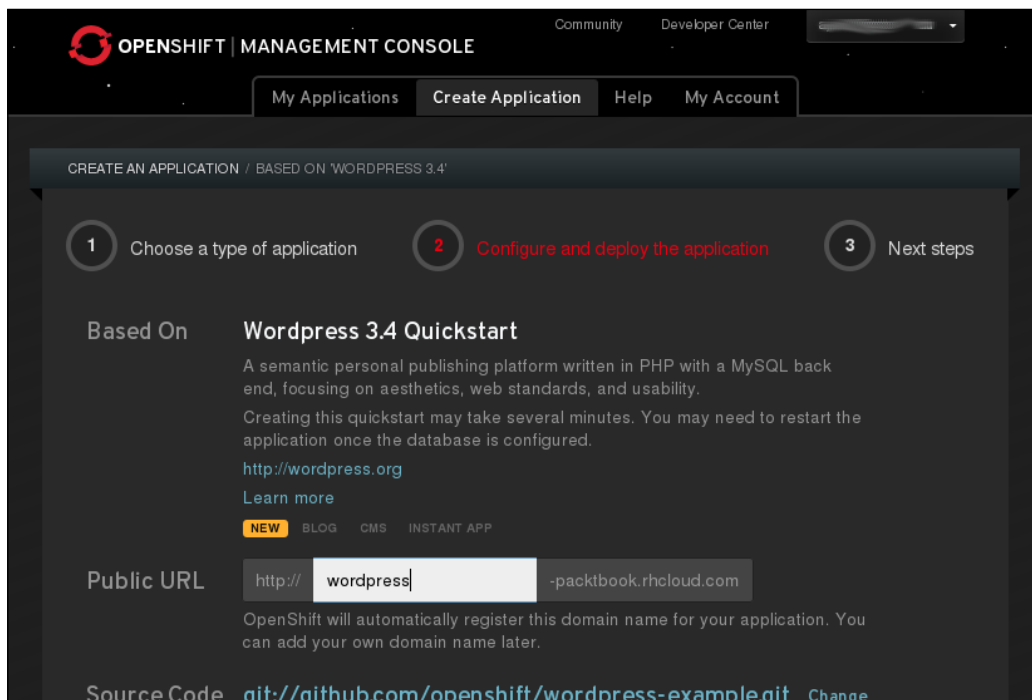 Community Developer Center
OPENSHIFT | MANAGEMENT CONSOLE
My Applications Create Application Help My Account
CREATE AN APPLICATION / BASED ON 'WORDPRESS 3.4'
1 Choose a type of application 2 Configure and deploy the application 3 Next steps
Based On Wordpress 3.4 Quickstart
A semantic personal publishing platform written in PHP with a MySQL back
end, focusing on aesthetics, web standards, and usability.
Creating this quickstart may take several minutes. You may need to restart the
application once the database is configured.
http://wordpress.org
Learn more
NEW BLOG CMS INSTANT APP
Public URL http:// wordpress -packtbook.rhcloud.com
OpenShift will automatically register this domain name for your application. You
can add your own domain name later.
Source Code git://github.com/openshift/wordpress-example.git Change